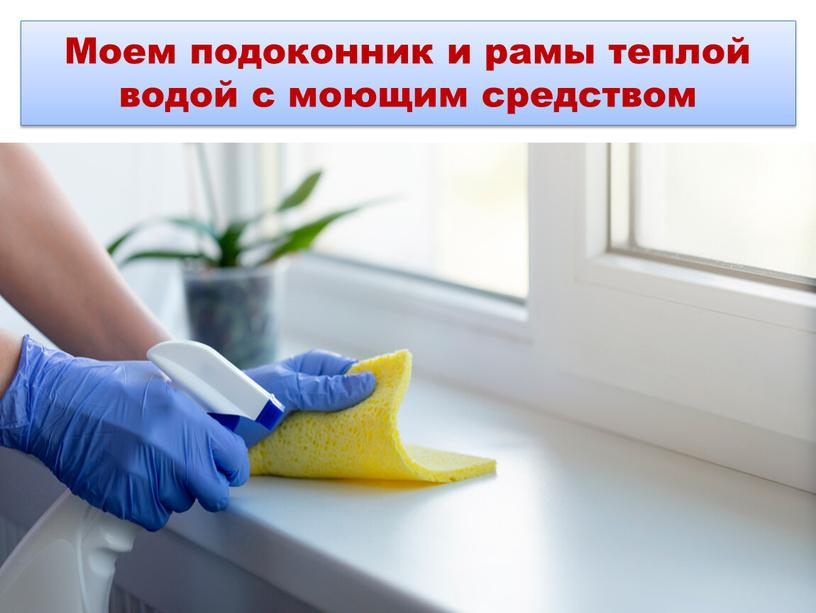 Моем подоконник и рамы теплой
водой с моющим средством